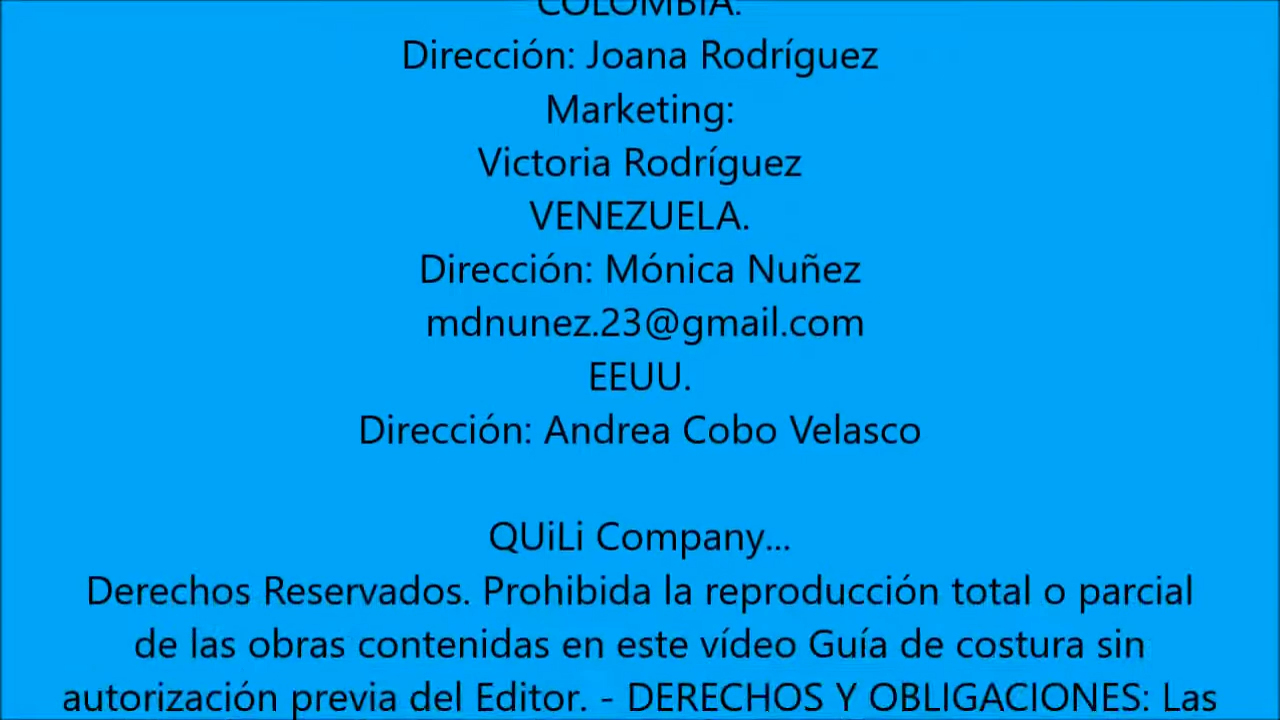 COLOMBIA.
Dirección: Joana Rodríguez
Marketing:
Victoria Rodríguez
VENEZUELA.
Dirección: Mónica Nuñez
mdnunez.23@gmail.com
EEUU.
Dirección: Andrea Cobo Velasco
QUiLi Company...
Derechos Reservados. Prohibida la reproducción total o parcial
de las obras contenidas en este vídeo Guía de costura sin
autorización previa del Editor. - DERECHOS Y OBLIGACIONES: Las